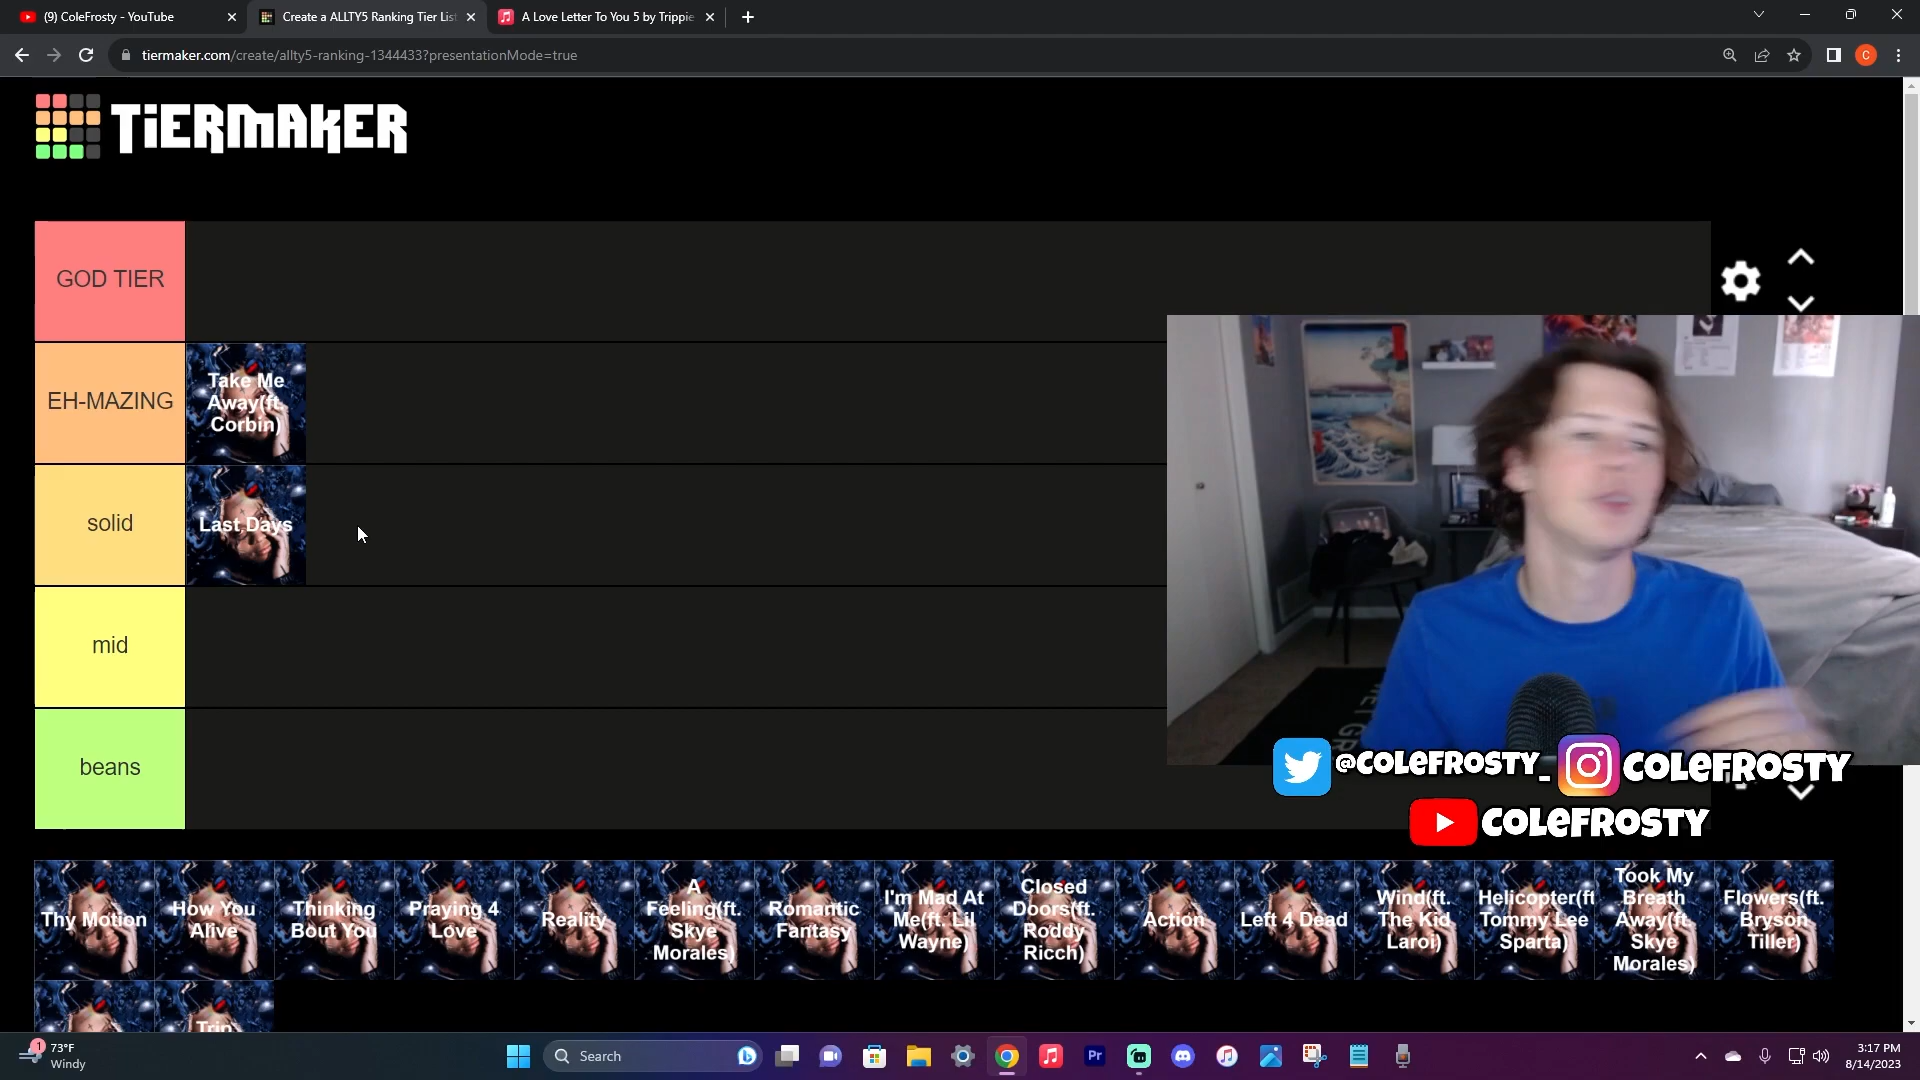 (9) ColeFrosty - YouTube
Create a ALLTY5 Ranking Tier List
A Love Letter To You 5 by Trippie
tiermaker.com/create/allty5-ranking-1344433?presentationMode=true
C
TIERMAKER
GOD TIER
EH-MAZING
Take Me
Away(ft.
Corbin)
solid
Last Days
mid
beans
@COLEFROSTY_
COLEFROSTY
COLEFROSTY
Thy Motion
How You
Alive
Thinking
Bout You
Praying 4
Love
Reality
A
Feeling(ft.
Skye
Morales)
Romantic
Fantasy
I'm Mad At
Me(ft. Lil
Wayne)
Closed
Doors(ft.
Roddy
Ricch)
Action
Left 4 Dead
Wind(ft.
The Kid
Laroi)
Helicopter(ft
Tommy Lee
Sparta)
Took My
Breath
Away(ft.
Skye
Morales)
Flowers(ft.
Bryson
Tiller)
Trip
1
73°F
Windy
Search
Pr
3:17 PM
8/14/2023